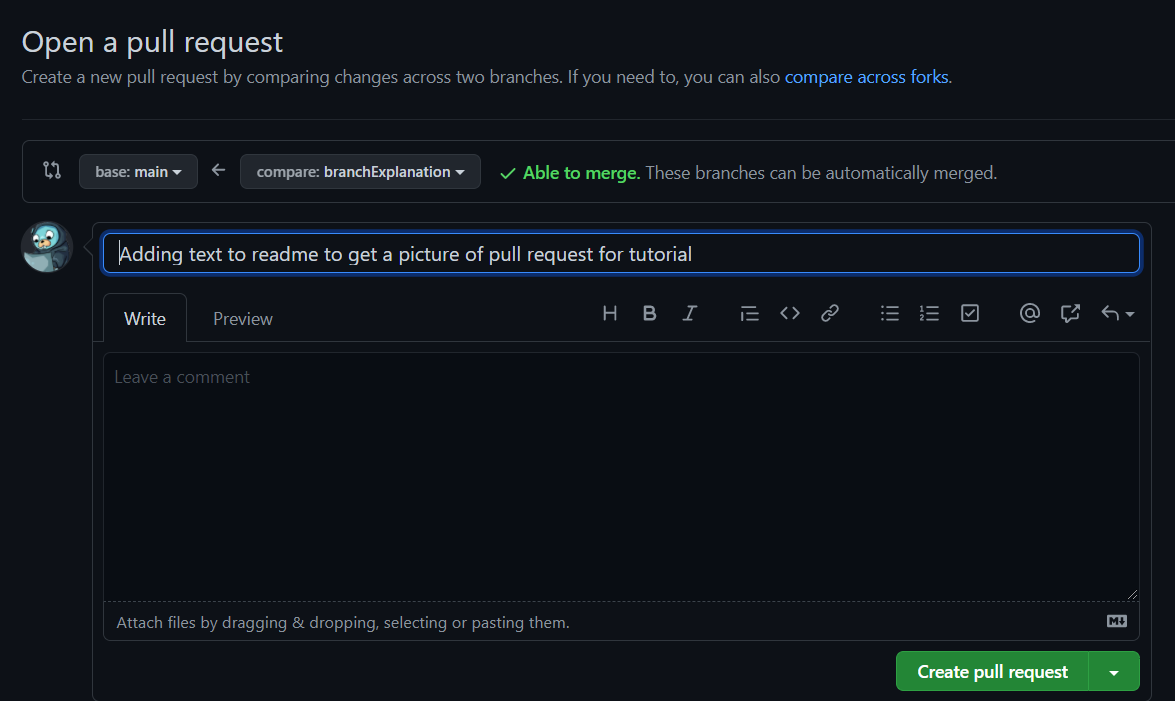 Open a pull request
Create a new pull request by comparing changes across two branches. If you need to, you can also compare across forks.
base: main compare: branchExplanation Able to merge. These branches can be automatically merged.
Adding text to readme to get a picture of pull request for tutorial
Write Preview
Leave a comment
Attach files by dragging & dropping, selecting or pasting them.
Create pull request